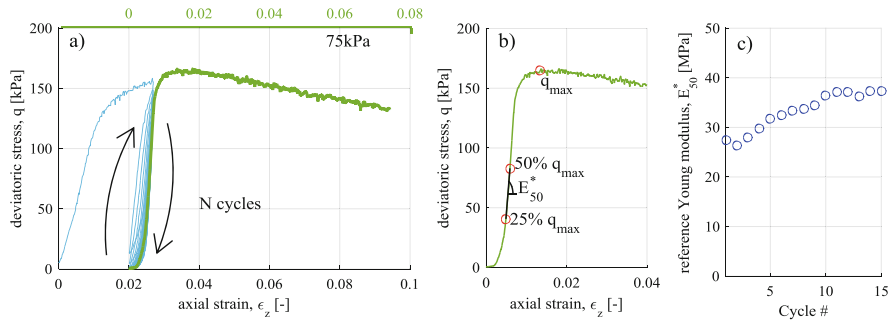 0 0.02 0.04 0.06 0.08
a)
75kPa
200
150
100
50
0
deviatoric stress, q [kPa]
N cycles
0 0.02 0.04 0.06 0.08 0.1
axial strain, ϵz [-]
b)
200
150
100
50
0
deviatoric stress, q [kPa]
qmax
50% qmax
E*50
25% qmax
0 0.02 0.04
axial strain, ϵz [-]
c)
50
40
30
20
10
0
reference Young modulus, E*50 [MPa]
5 10 15
Cycle #